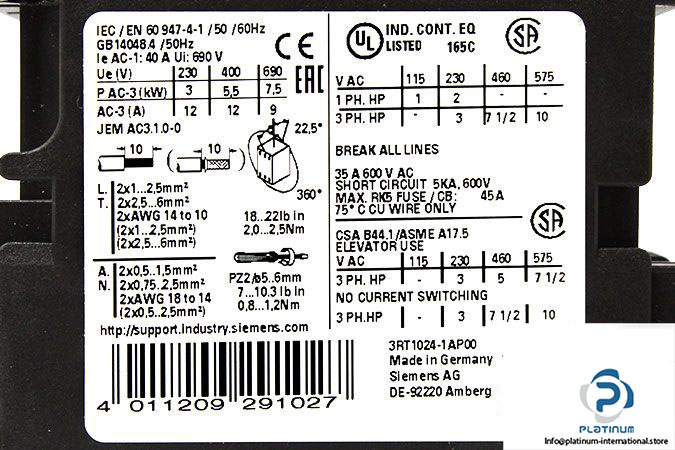 IEC / EN 60 947-4-1 / 50 /60Hz
GB14048.4 /50Hz
Ie AC-1: 40 A Ui: 690 V
CE
EAC
Ue (V) 230 400 690
P AC-3 (kW) 3 5,5 7,5
AC-3 (A) 12 12 9
JEM AC3.1.0-0
10 10 22,5°
360°
L. 2x1...2,5mm²
T. 2x2,5...6mm²
2xAWG 14 to 10 18...22lb in
(2x1...2,5mm²) 2,0...2,5Nm
(2x2,5...6mm²)
A. 2x0,5...1,5mm²
N. 2x0,75...2,5mm² PZ2/ø5...6mm
2xAWG 18 to 14 7...10.3 lb in
(2x0,5...2,5mm²) 0,8...1,2Nm
http://support.industry.siemens.com
4 011209 291027
UL IND. CONT. EQ
LISTED 165C
SA
V AC 115 230 460 575
1 PH. HP 1 2 - -
3 PH. HP - 3 7 1/2 10
BREAK ALL LINES
35 A 600 V AC
SHORT CIRCUIT 5KA, 600V
MAX. RK5 FUSE / CB: 45 A
75° C CU WIRE ONLY
SA
CSA B44.1/ASME A17.5
ELEVATOR USE
V AC 115 230 460 575
3 PH. HP - 3 5 7 1/2
NO CURRENT SWITCHING
3 PH. HP - 3 7 1/2 10
3RT1024-1AP00
Made in Germany
Siemens AG
DE-92220 Amberg
PLATINUM
INTERNATIONAL
Info@platinum-international.store